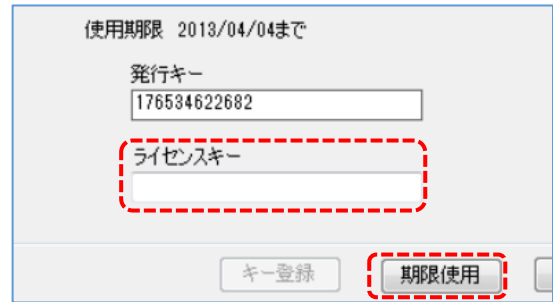 使用期限 2013/04/04まで
発行キー
176534622682
ライセンスキー
キー登録
期限使用